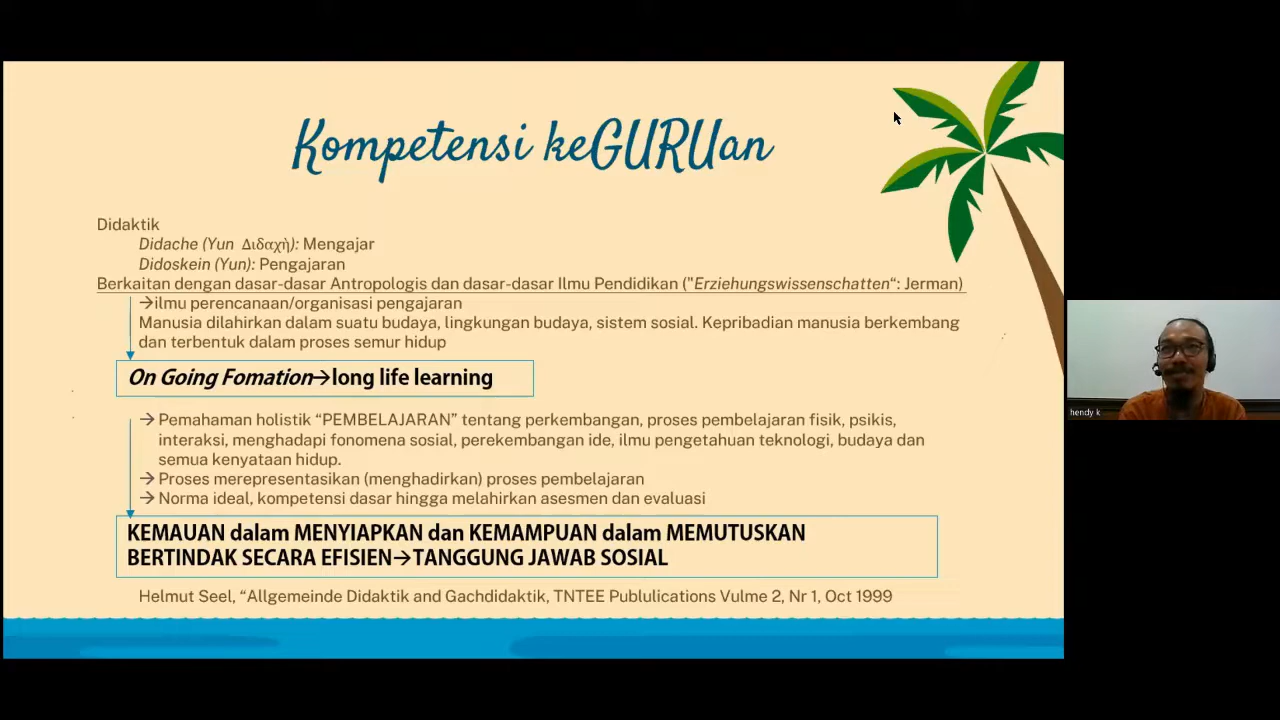 Kompetensi keGURUan
Didaktik
Didache (Yun Διδαχὴ): Mengajar
Didoskein (Yun): Pengajaran
Berkaitan dengan dasar-dasar Antropologis dan dasar-dasar Ilmu Pendidikan ("Erziehungswissenschatten“: Jerman)
→ilmu perencanaan/organisasi pengajaran
Manusia dilahirkan dalam suatu budaya, lingkungan budaya, sistem sosial. Kepribadian manusia berkembang
dan terbentuk dalam proses semur hidup
On Going Fomation→long life learning
→ Pemahaman holistik “PEMBELAJARAN” tentang perkembangan, proses pembelajaran fisik, psikis,
interaksi, menghadapi fonomena sosial, perekembangan ide, ilmu pengetahuan teknologi, budaya dan
semua kenyataan hidup.
→ Proses merepresentasikan (menghadirkan) proses pembelajaran
→ Norma ideal, kompetensi dasar hingga melahirkan asesmen dan evaluasi
KEMAUAN dalam MENYIAPKAN dan KEMAMPUAN dalam MEMUTUSKAN
BERTINDAK SECARA EFISIEN→TANGGUNG JAWAB SOSIAL
Helmut Seel, “Allgemeinde Didaktik and Gachdidaktik, TNTEE Publulications Vulme 2, Nr 1, Oct 1999
hendy k